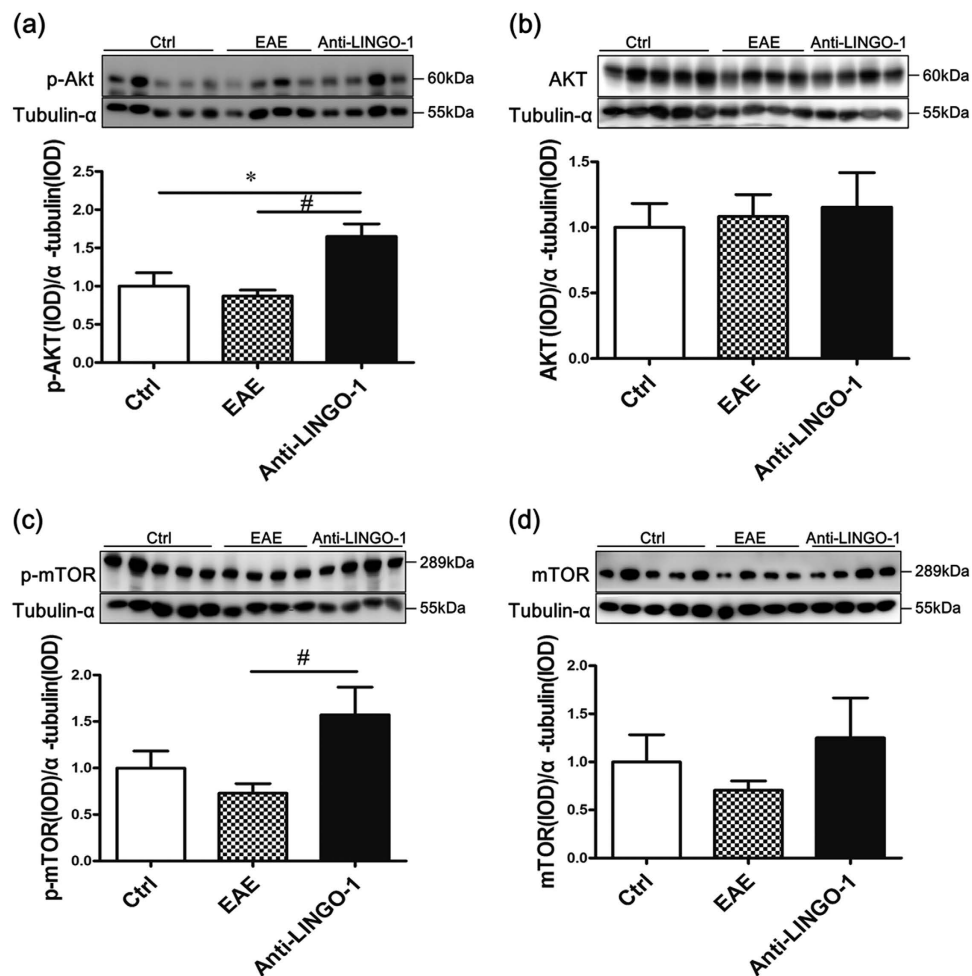 (a)
Ctrl EAE Anti-LINGO-1
p-Akt 60kDa
Tubulin-α 55kDa
p-AKT(IOD)/α -tubulin(IOD)
2.5
2.0
1.5
1.0
0.5
0.0
*
#
Ctrl
EAE
Anti-LINGO-1
(b)
Ctrl EAE Anti-LINGO-1
AKT 60kDa
Tubulin-α 55kDa
AKT(IOD)/α -tubulin(IOD)
1.5
1.0
0.5
0.0
Ctrl
EAE
Anti-LINGO-1
(c)
Ctrl EAE Anti-LINGO-1
p-mTOR 289kDa
Tubulin-α 55kDa
p-mTOR(IOD)/α -tubulin(IOD)
2.0
1.5
1.0
0.5
0.0
#
Ctrl
EAE
Anti-LINGO-1
(d)
Ctrl EAE Anti-LINGO-1
mTOR 289kDa
Tubulin-α 55kDa
mTOR(IOD)/α -tubulin(IOD)
2.0
1.5
1.0
0.5
0.0
Ctrl
EAE
Anti-LINGO-1